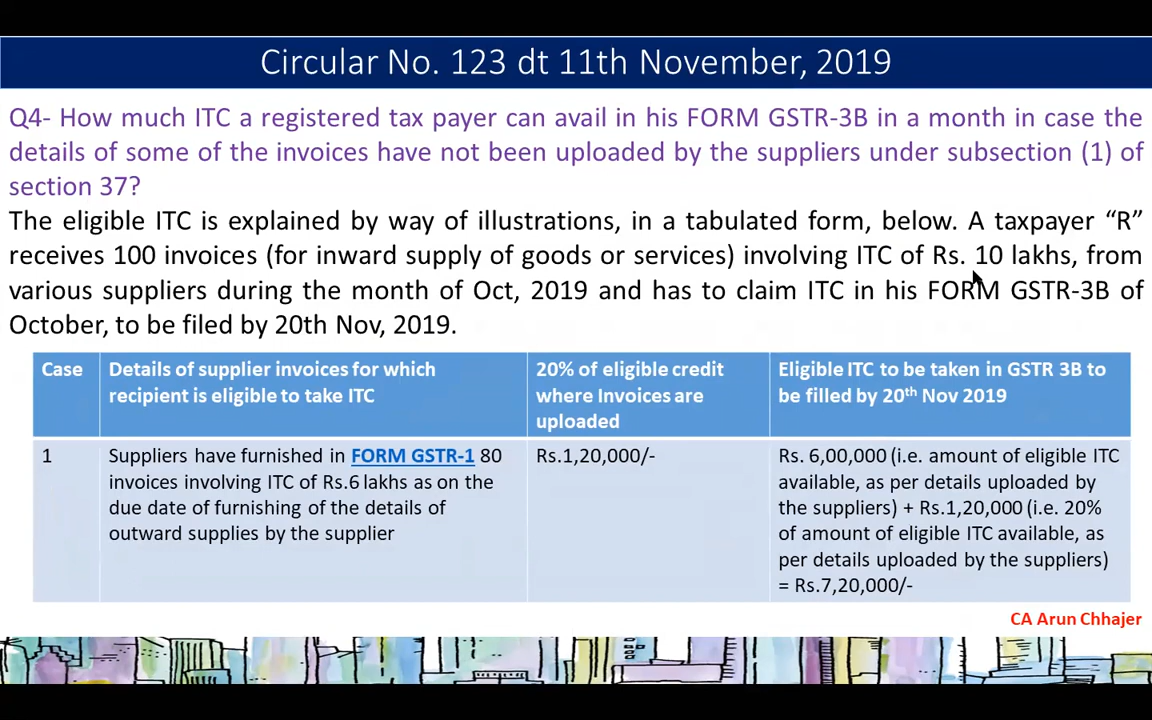 Circular No. 123 dt 11th November, 2019
Q4- How much ITC a registered tax payer can avail in his FORM GSTR-3B in a month in case the
details of some of the invoices have not been uploaded by the suppliers under subsection (1) of
section 37?
The eligible ITC is explained by way of illustrations, in a tabulated form, below. A taxpayer “R”
receives 100 invoices (for inward supply of goods or services) involving ITC of Rs. 10 lakhs, from
various suppliers during the month of Oct, 2019 and has to claim ITC in his FORM GSTR-3B of
October, to be filed by 20th Nov, 2019.
Case
Details of supplier invoices for which
recipient is eligible to take ITC
20% of eligible credit
where Invoices are
uploaded
Eligible ITC to be taken in GSTR 3B to
be filled by 20th Nov 2019
1
Suppliers have furnished in FORM GSTR-1 80
invoices involving ITC of Rs.6 lakhs as on the
due date of furnishing of the details of
outward supplies by the supplier
Rs.1,20,000/-
Rs. 6,00,000 (i.e. amount of eligible ITC
available, as per details uploaded by
the suppliers) + Rs.1,20,000 (i.e. 20%
of amount of eligible ITC available, as
per details uploaded by the suppliers)
= Rs.7,20,000/-
CA Arun Chhajer